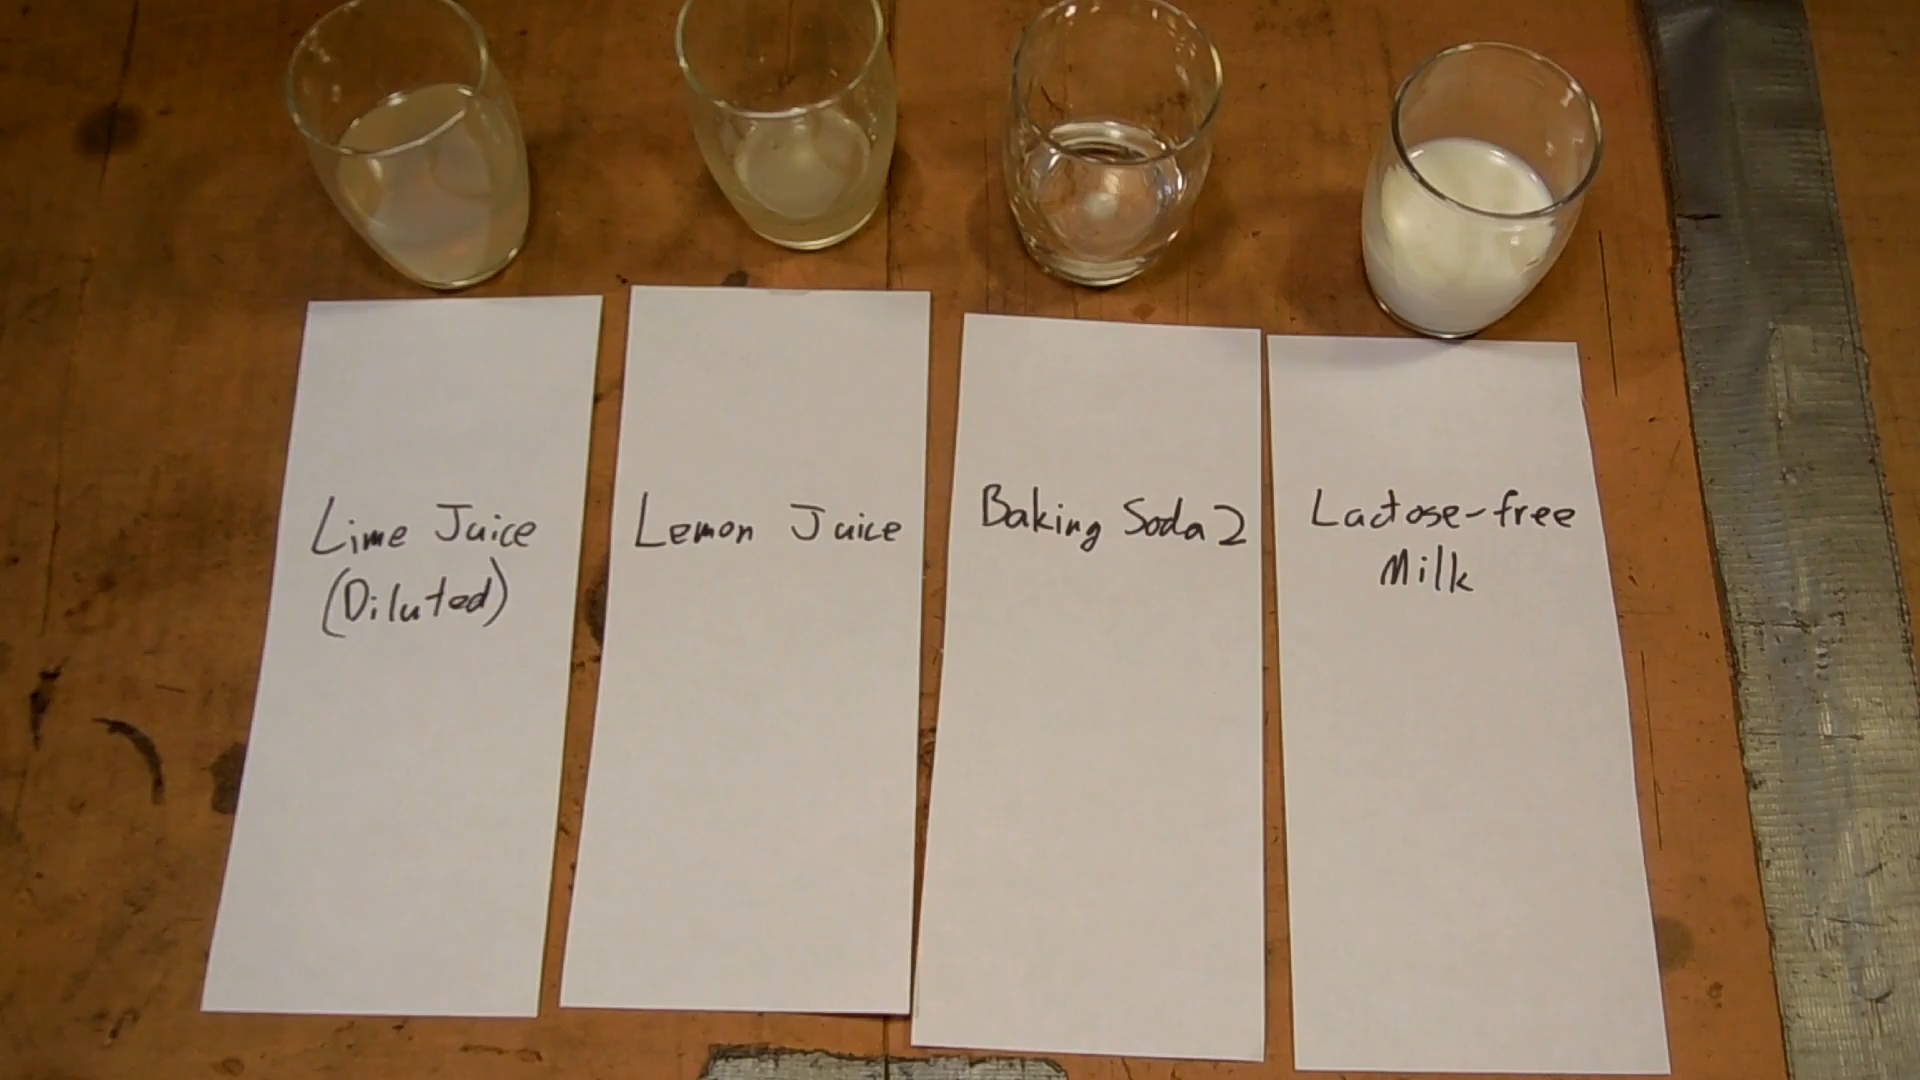 Lime Juice
(Diluted)
Lemon Juice
Baking Soda 2
Lactose-free
Milk